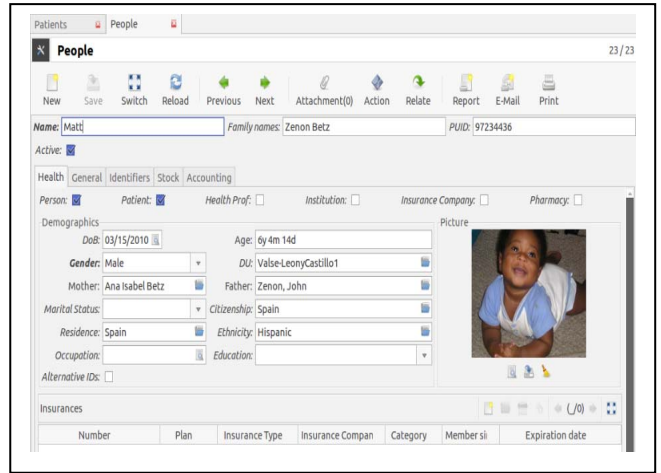 Patients People
People 23/23
New Save Switch Reload Previous Next Attachment(0) Action Relate Report E-Mail Print
Name: Matt Family names: Zenon Betz PUID: 97234436
Active:
Health General Identifiers Stock Accounting
Person: Patient: Health Prof: Institution: Insurance Company: Pharmacy:
Demographics Picture
DoB: 03/15/2010 Age: 6y 4m 14d
Gender: Male DU: Valse-LeonyCastillo1
Mother: Ana Isabel Betz Father: Zenon, John
Marital Status: Citizenship: Spain
Residence: Spain Ethnicity: Hispanic
Occupation: Education:
Alternative IDs:
Insurances (_/0)
Number Plan Insurance Type Insurance Compan Category Member si Expiration date